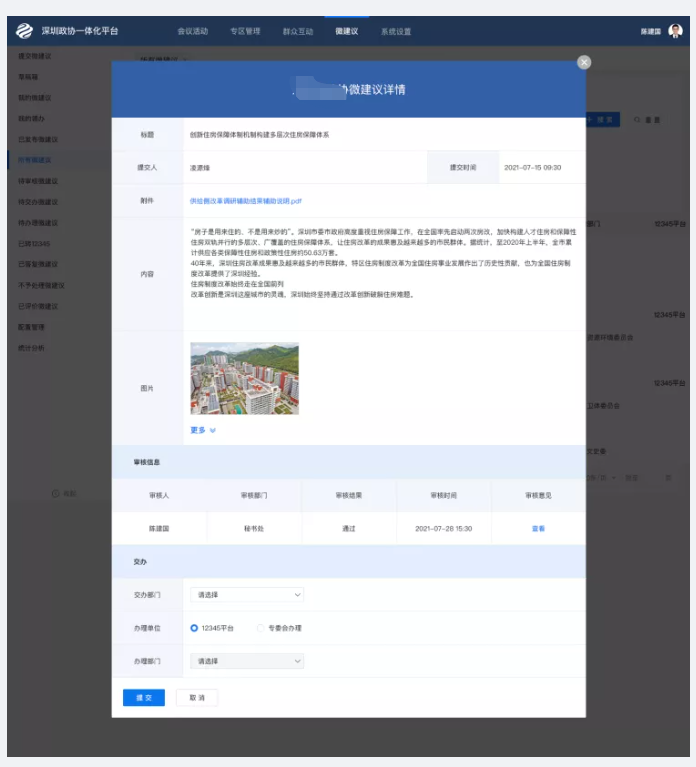 深圳政协一体化平台
会议活动 专区管理 群众互动 微建议 系统设置
陈建国
提交微建议
草稿箱
我的微建议
我的督办
已发布微建议
所有微建议
待审核微建议
待交办微建议
待办理微建议
已转12345
已答复微建议
不予处理微建议
已评价微建议
配置管理
统计分析
协微建议详情
标题 创新住房保障体制机制构建多层次住房保障体系
提交人 凌源维 提交时间 2021-07-15 09:30
附件 供给侧改革调研辅助结果辅助说明.pdf
内容
“房子是用来住的、不是用来炒的”。深圳市委市政府高度重视住房保障工作，在全国率先启动两次房改，加快构建人才住房和保障性
住房双轨并行的多层次、广覆盖的住房保障体系，让住房改革的成果惠及越来越多的市民群体。据统计，至2020年上半年，全市累
计供应各类保障性住房和政策性住房约50.63万套。
40年来，深圳住房改革成果惠及越来越多的市民群体，特区住房制度改革为全国住房事业发展作出了历史性贡献，也为全国住房制
度改革提供了深圳经验。
住房制度改革始终走在全国前列
改革创新是深圳这座城市的灵魂，深圳始终坚持通过改革创新破解住房难题。
图片
更多
审核信息
审核人 审核部门 审核结果 审核时间 审核意见
陈建国 秘书处 通过 2021-07-28 15:30 查看
交办
交办部门 请选择
办理单位 12345平台 专委会办理
办理部门 请选择
提交 取消
搜索 重置
部门 12345平台
12345平台
资源环境委员会
12345平台
卫体委员会